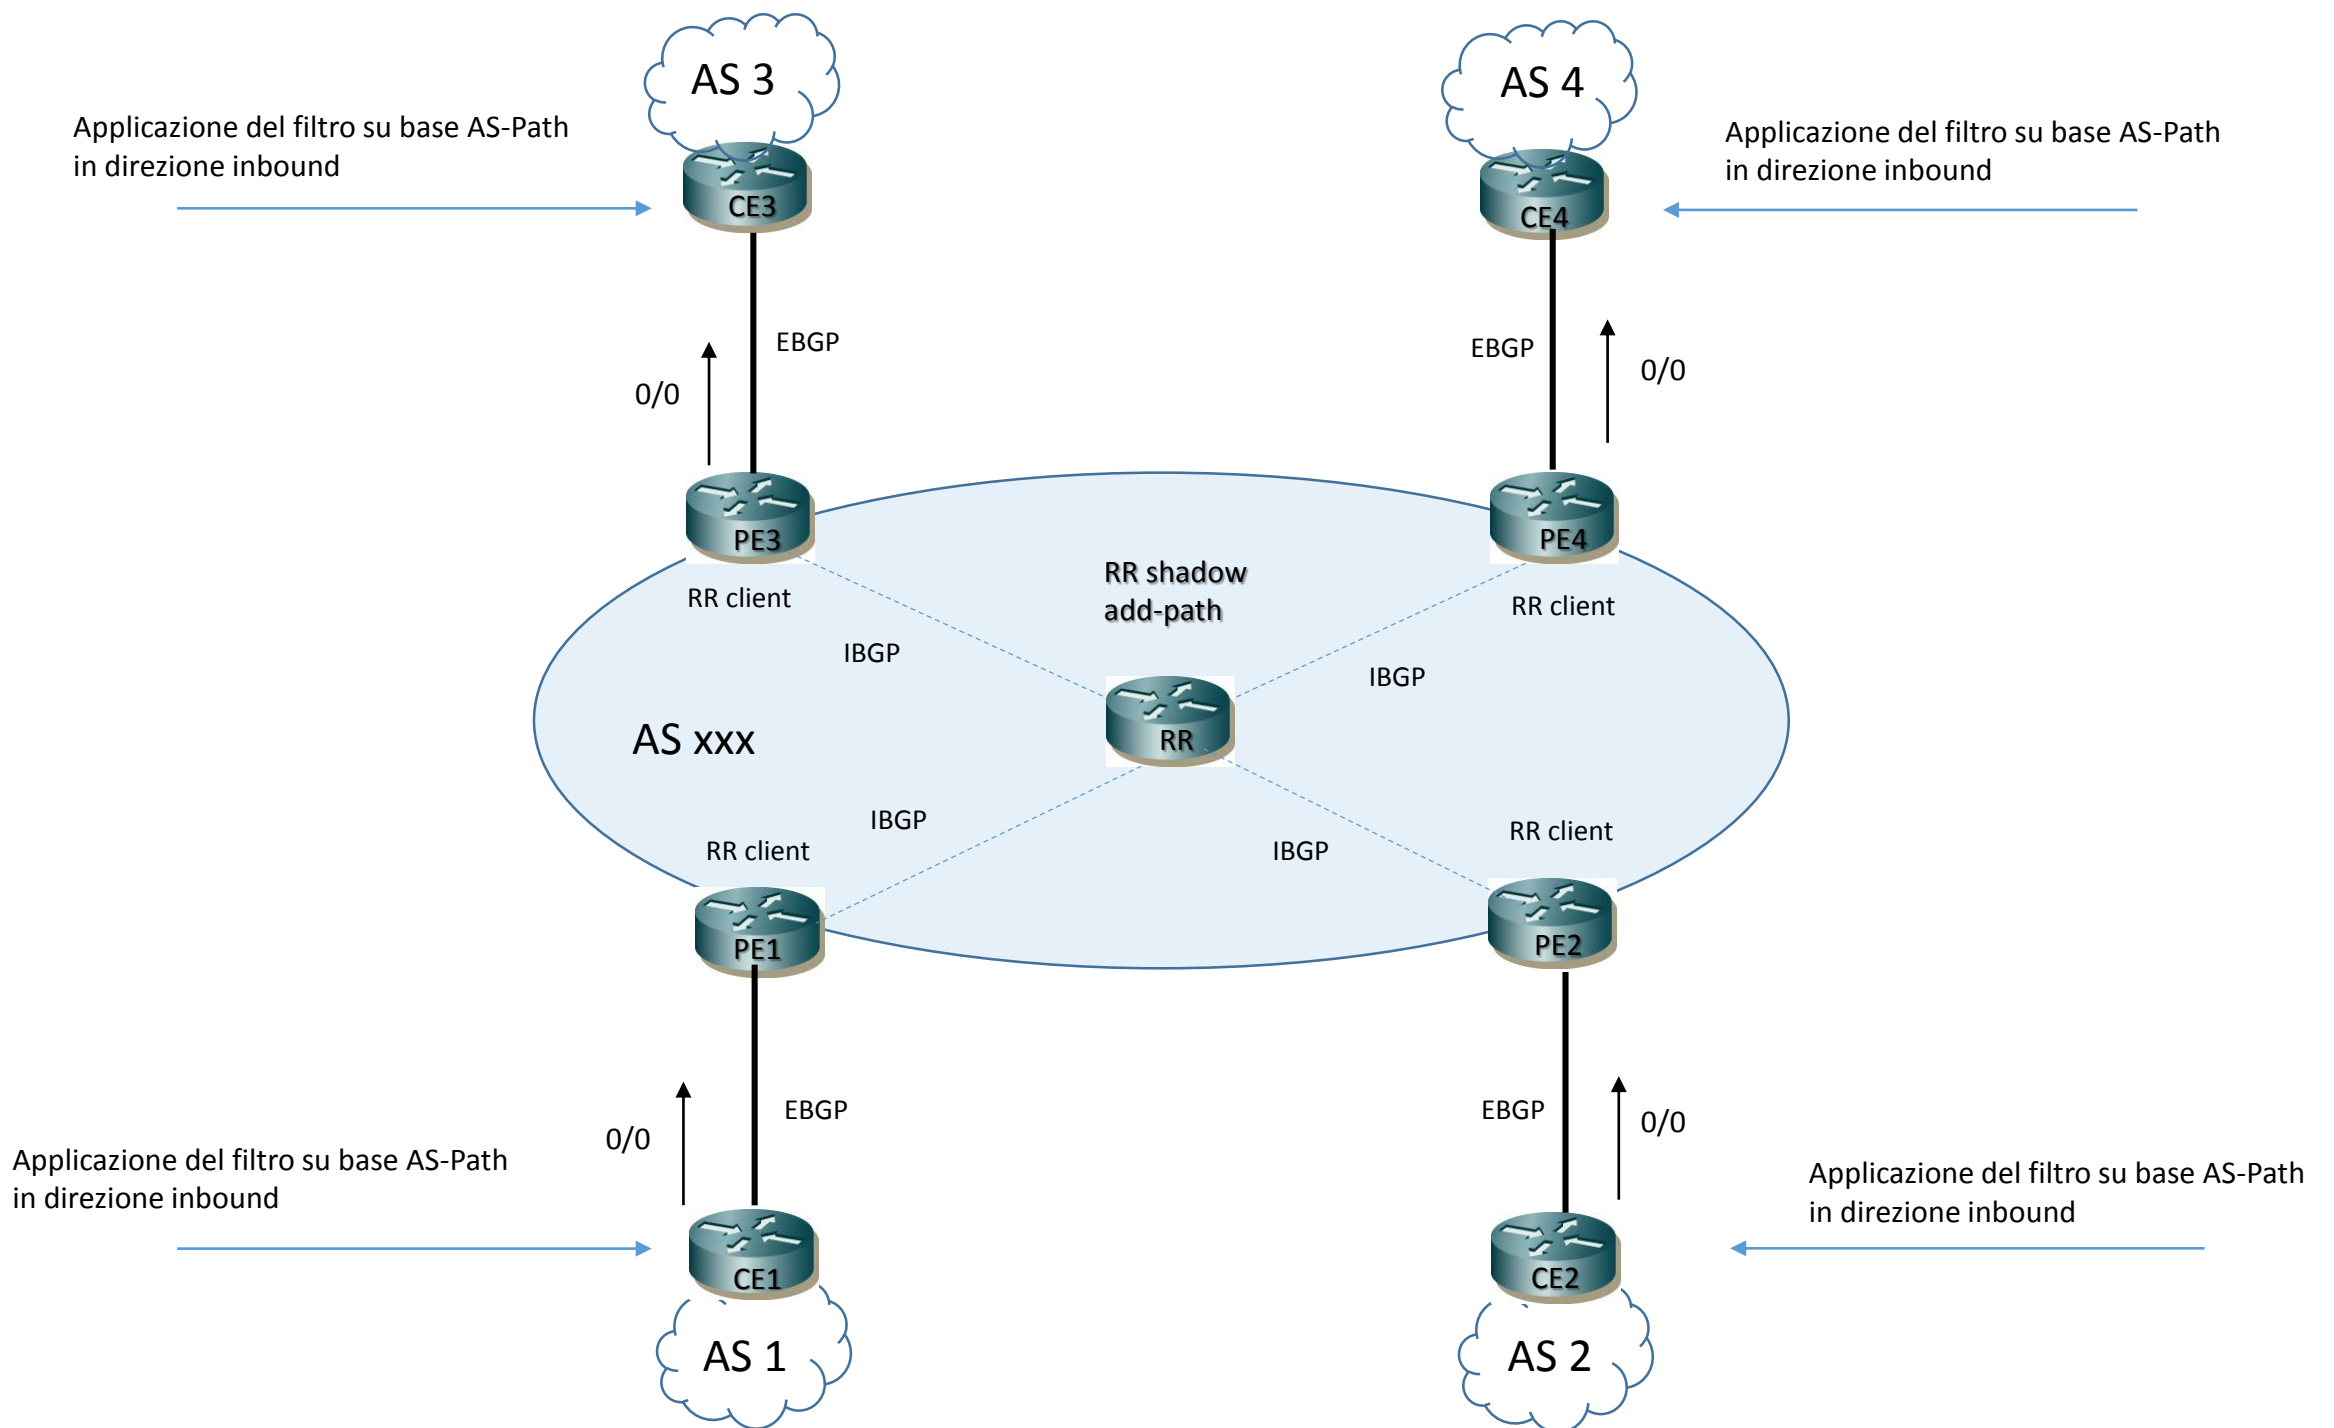 AS 3
AS 4
Applicazione del filtro su base AS-Path
in direzione inbound
Applicazione del filtro su base AS-Path
in direzione inbound
CE3
CE4
EBGP
EBGP
0/0
0/0
PE3
PE4
RR shadow
add-path
RR client
RR client
IBGP
IBGP
AS xxx
RR
IBGP
IBGP
RR client
RR client
PE1
PE2
EBGP
EBGP
0/0
0/0
Applicazione del filtro su base AS-Path
in direzione inbound
Applicazione del filtro su base AS-Path
in direzione inbound
CE1
CE2
AS 1
AS 2